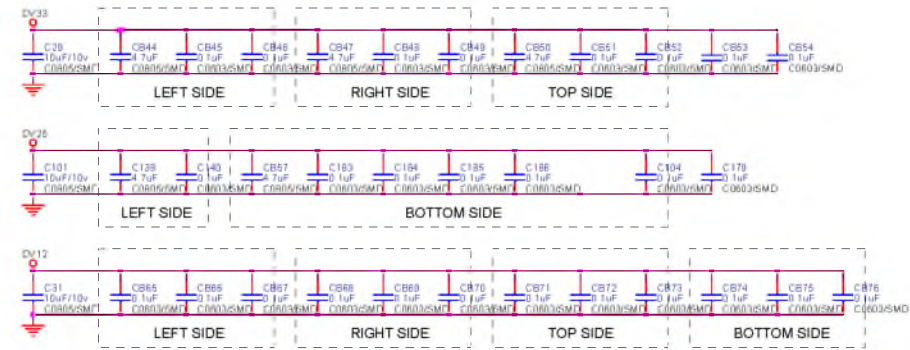 DV33
C28 CB44 CB45 CB46 CB47 CB48 CB49 CB50 CB51 CB52 CB53 CB54
10uF/10v 4.7uF 0.1uF 0.1uF 4.7uF 0.1uF 0.1uF 4.7uF 0.1uF 0.1uF 0.1uF 0.1uF
C0805/SMD C0805/SMD C0603/SMD C0603/SMD C0805/SMD C0603/SMD C0603/SMD C0805/SMD C0603/SMD C0603/SMD C0603/SMD C0603/SMD
LEFT SIDE RIGHT SIDE TOP SIDE
C101 C139 C140 CB57 C183 C184 C185 C186 C104 C178
10uF/10v 4.7uF 0.1uF 4.7uF 0.1uF 0.1uF 0.1uF 0.1uF 0.1uF 0.1uF
C0805/SMD C0805/SMD C0603/SMD C0805/SMD C0603/SMD C0603/SMD C0603/SMD C0603/SMD C0603/SMD C0603/SMD
LEFT SIDE BOTTOM SIDE
DV12
C31 CB65 CB66 CB67 CB68 CB69 CB70 CB71 CB72 CB73 CB74 CB75 CB76
10uF/10v 0.1uF 0.1uF 0.1uF 0.1uF 0.1uF 0.1uF 0.1uF 0.1uF 0.1uF 0.1uF 0.1uF 0.1uF
C0805/SMD C0603/SMD C0603/SMD C0603/SMD C0603/SMD C0603/SMD C0603/SMD C0603/SMD C0603/SMD C0603/SMD C0603/SMD C0603/SMD C0603/SMD
LEFT SIDE RIGHT SIDE TOP SIDE BOTTOM SIDE